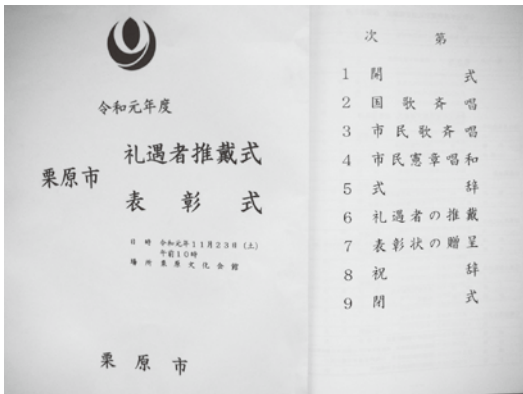 令和元年度
栗原市
礼遇者推戴式
表彰式
日時 令和元年11月23日(土)
午前10時
場所 栗原文化会館
栗原市
次第
1 開式
2 国歌斉唱
3 市民歌斉唱
4 市民憲章唱和
5 式辞
6 礼遇者の推戴
7 表彰状の贈呈
8 祝辞
9 閉式